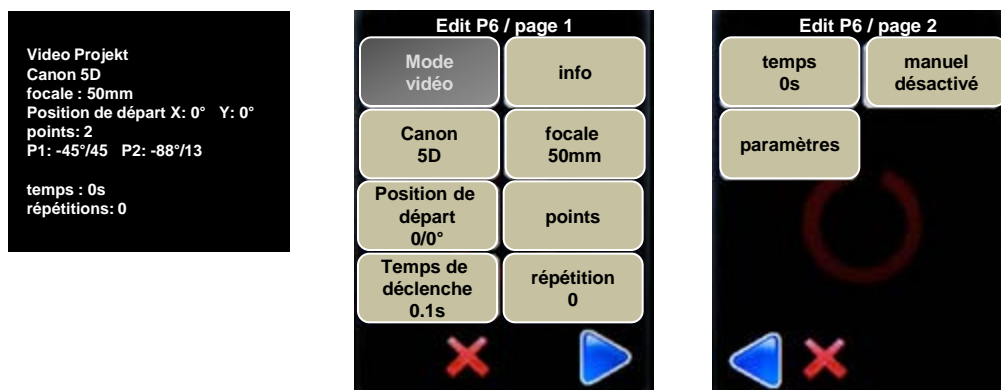 Video Projekt
Canon 5D
focale : 50mm
Position de départ X: 0° Y: 0°
points: 2
P1: -45°/45 P2: -88°/13
temps : 0s
répétitions: 0
Edit P6 / page 1
Mode
vidéo
info
Canon
5D
focale
50mm
Position de
départ
0/0°
points
Temps de
déclenche
0.1s
répétition
0
Edit P6 / page 2
temps
0s
manuel
désactivé
paramètres